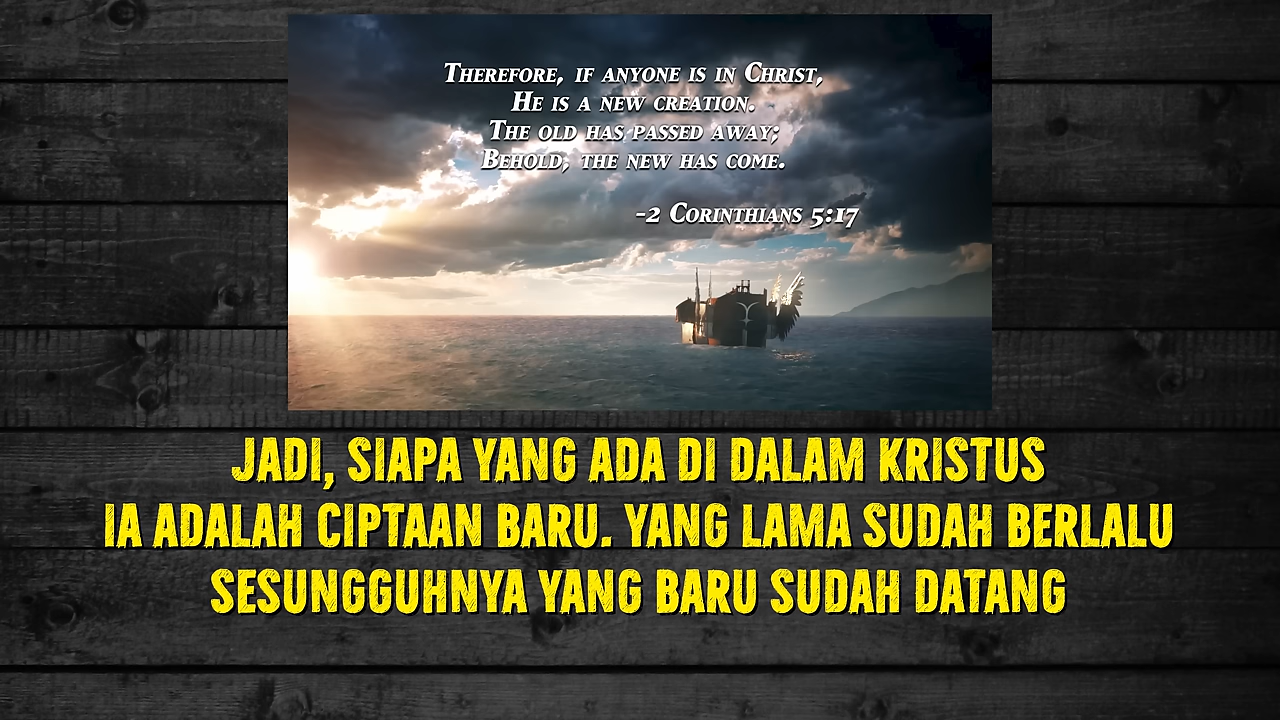 Therefore, if anyone is in Christ,
He is a new creation.
The old has passed away;
Behold, the new has come.
-2 Corinthians 5:17
JADI, SIAPA YANG ADA DI DALAM KRISTUS
IA ADALAH CIPTAAN BARU. YANG LAMA SUDAH BERLALU
SESUNGGUHNYA YANG BARU SUDAH DATANG